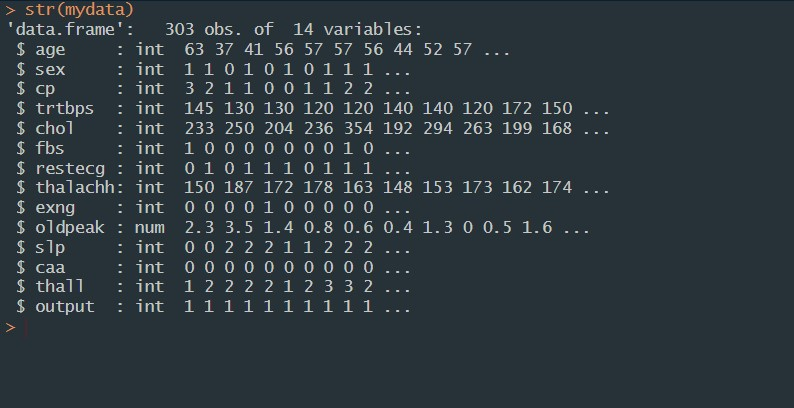 > str(mydata)
'data.frame':   303 obs. of  14 variables:
 $ age     : int  63 37 41 56 57 57 56 44 52 57 ...
 $ sex     : int  1 1 0 1 0 1 0 1 1 1 ...
 $ cp      : int  3 2 1 1 0 0 1 1 2 2 ...
 $ trtbps  : int  145 130 130 120 120 140 140 120 172 150 ...
 $ chol    : int  233 250 204 236 354 192 294 263 199 168 ...
 $ fbs     : int  1 0 0 0 0 0 0 0 1 0 ...
 $ restecg : int  0 1 0 1 1 1 0 1 1 1 ...
 $ thalachh: int  150 187 172 178 163 148 153 173 162 174 ...
 $ exng    : int  0 0 0 0 1 0 0 0 0 0 ...
 $ oldpeak : num  2.3 3.5 1.4 0.8 0.6 0.4 1.3 0 0.5 1.6 ...
 $ slp     : int  0 0 2 2 2 1 1 2 2 2 ...
 $ caa     : int  0 0 0 0 0 0 0 0 0 0 ...
 $ thall   : int  1 2 2 2 2 1 2 3 3 2 ...
 $ output  : int  1 1 1 1 1 1 1 1 1 1 ...
>